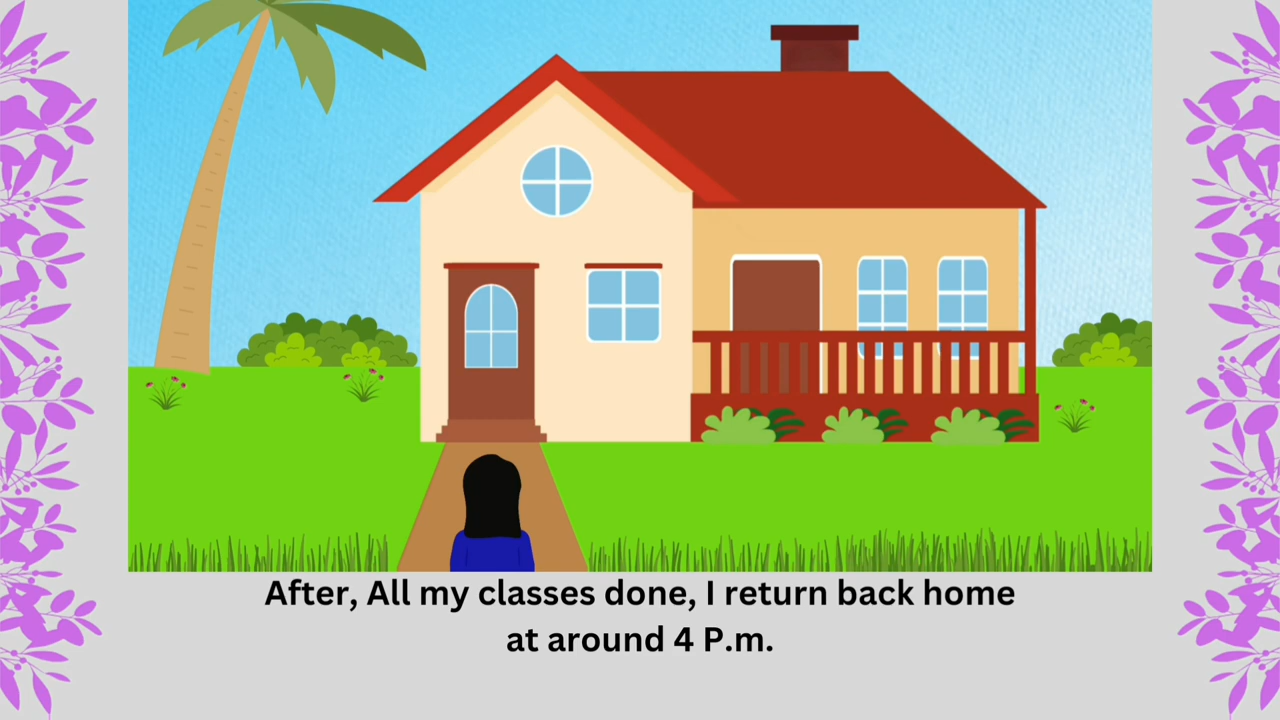 After, All my classes done, I return back home
at around 4 P.m.